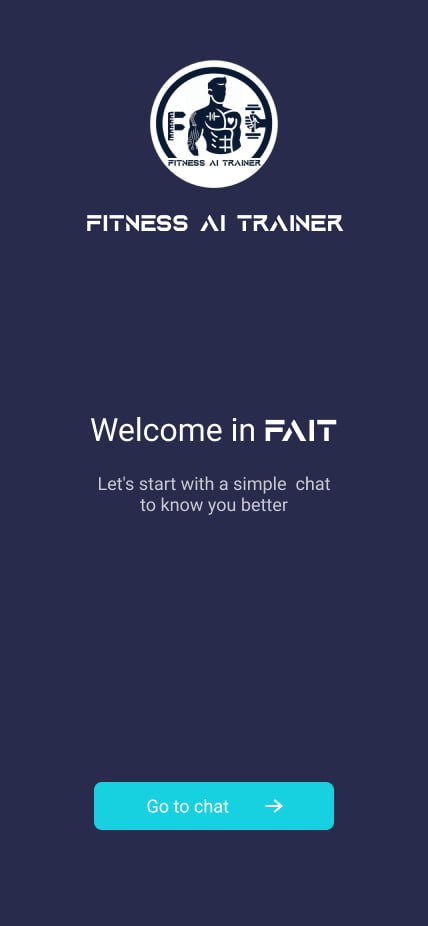 FITNESS AI TRAINER
FITNESS AI TRAINER
Welcome in FAIT
Let's start with a simple  chat
to know you better
Go to chat